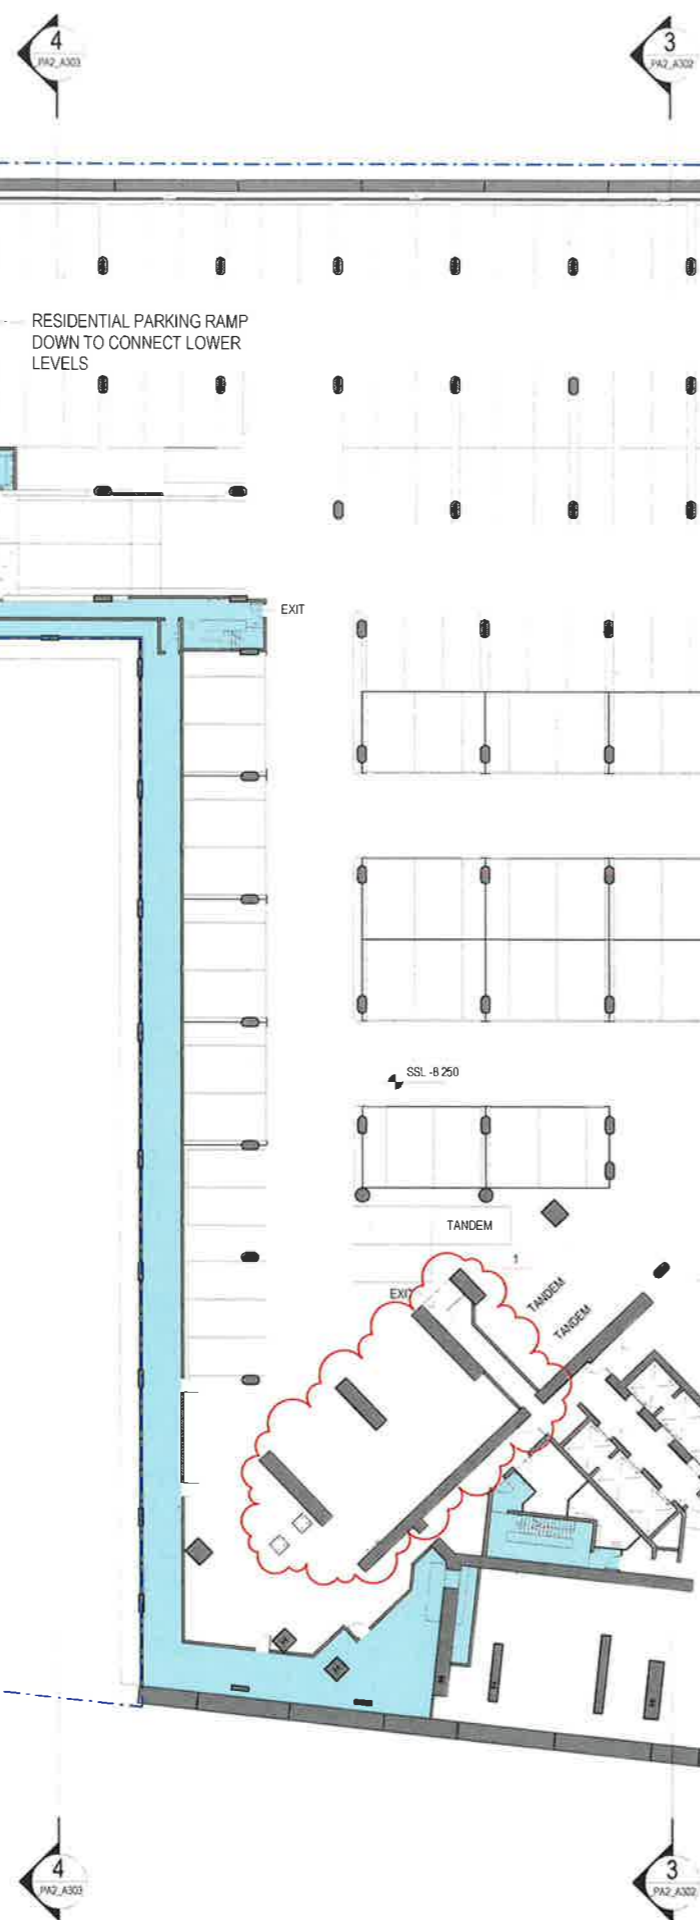 4
PA2_A303
3
PA2_A302
RESIDENTIAL PARKING RAMP
DOWN TO CONNECT LOWER
LEVELS
EXIT
SSL -8 250
TANDEM
1
EXIT
TANDEM
TANDEM
4
PA2_A303
3
PA2_A302